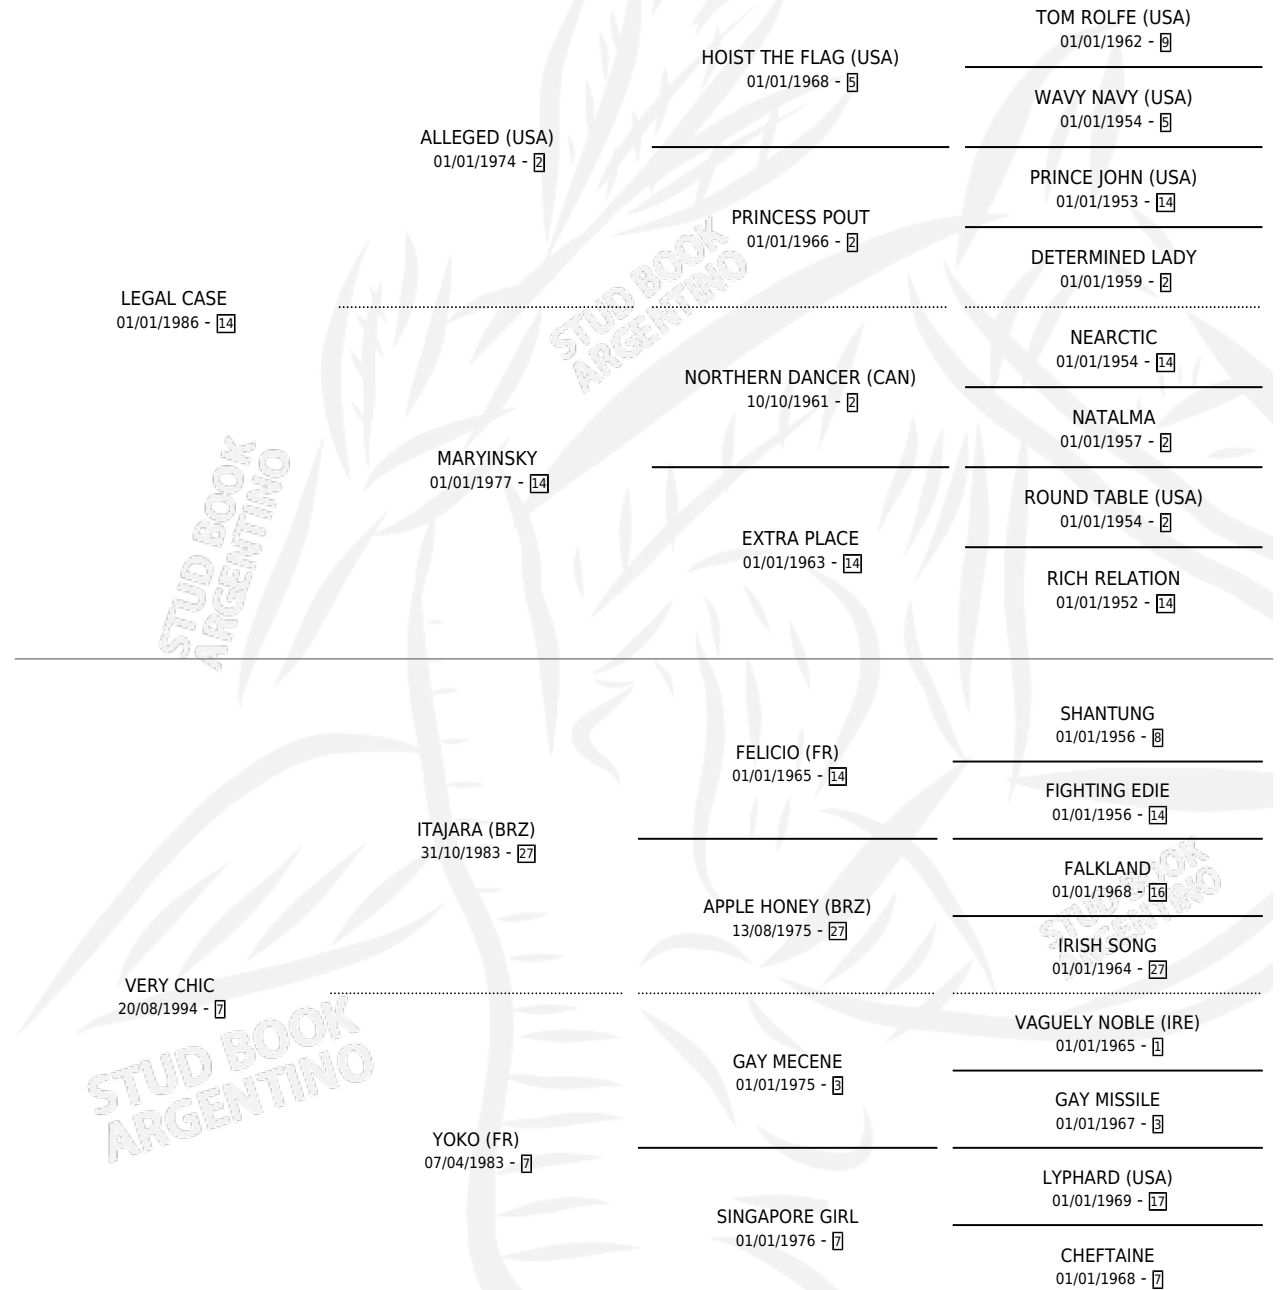 TOM ROLFE (USA)
01/01/1962 - 9
HOIST THE FLAG (USA)
01/01/1968 - 5
WAVY NAVY (USA)
01/01/1954 - 5
ALLEGED (USA)
01/01/1974 - 2
PRINCE JOHN (USA)
01/01/1953 - 14
PRINCESS POUT
01/01/1966 - 2
DETERMINED LADY
01/01/1959 - 2
LEGAL CASE
01/01/1986 - 14
NEARCTIC
01/01/1954 - 14
NORTHERN DANCER (CAN)
10/10/1961 - 2
NATALMA
01/01/1957 - 2
MARYINSKY
01/01/1977 - 14
ROUND TABLE (USA)
01/01/1954 - 2
EXTRA PLACE
01/01/1963 - 14
RICH RELATION
01/01/1952 - 14
SHANTUNG
01/01/1956 - 8
FELICIO (FR)
01/01/1965 - 14
FIGHTING EDIE
01/01/1956 - 14
ITAJARA (BRZ)
31/10/1983 - 27
FALKLAND
01/01/1968 - 16
APPLE HONEY (BRZ)
13/08/1975 - 27
IRISH SONG
01/01/1964 - 27
VERY CHIC
20/08/1994 - 7
VAGUELY NOBLE (IRE)
01/01/1965 - 1
GAY MECENE
01/01/1975 - 3
GAY MISSILE
01/01/1967 - 3
YOKO (FR)
07/04/1983 - 7
LYPHARD (USA)
01/01/1969 - 17
SINGAPORE GIRL
01/01/1976 - 7
CHEFTAINE
01/01/1968 - 7
STUD BOOK
ARGENTINO
STUD BOOK
ARGENTINO
STUD BOOK
ARGENTINO
STUD BOOK
ARGENTINO